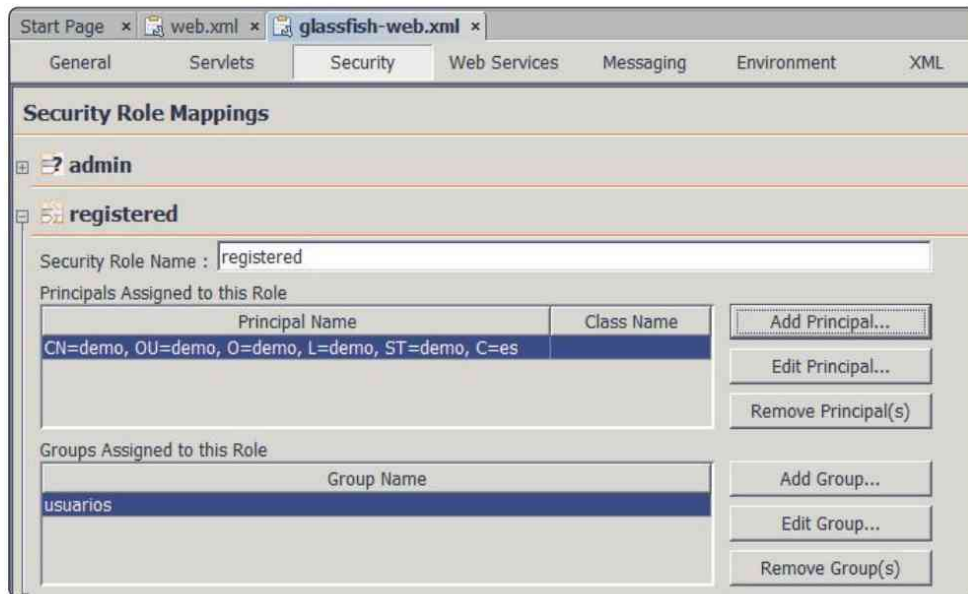 Start Page × web.xml × glassfish-web.xml ×
General Servlets Security Web Services Messaging Environment XML
Security Role Mappings
admin
registered
Security Role Name : registered
Principals Assigned to this Role
Principal Name Class Name
CN=demo, OU=demo, O=demo, L=demo, ST=demo, C=es
Add Principal...
Edit Principal...
Remove Principal(s)
Groups Assigned to this Role
Group Name
usuarios
Add Group...
Edit Group...
Remove Group(s)